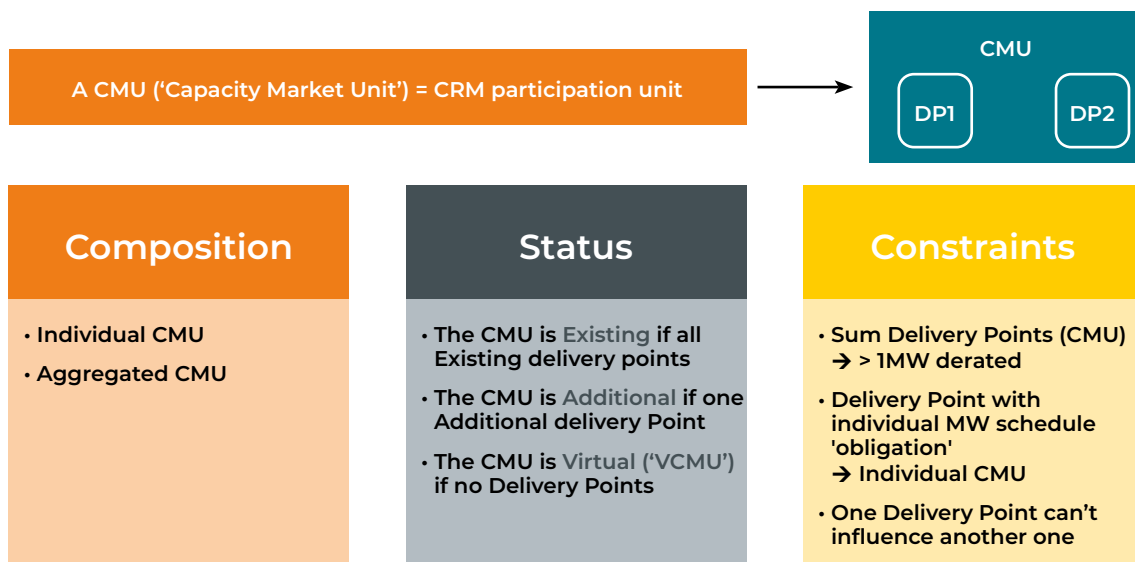 A CMU (‘Capacity Market Unit’) = CRM participation unit
CMU
DP1
DP2
Composition
• Individual CMU
• Aggregated CMU
Status
• The CMU is Existing if all
Existing delivery points
• The CMU is Additional if one
Additional delivery Point
• The CMU is Virtual (‘VCMU’)
if no Delivery Points
Constraints
• Sum Delivery Points (CMU)
→ > 1MW derated
• Delivery Point with
individual MW schedule
'obligation'
→ Individual CMU
• One Delivery Point can’t
influence another one